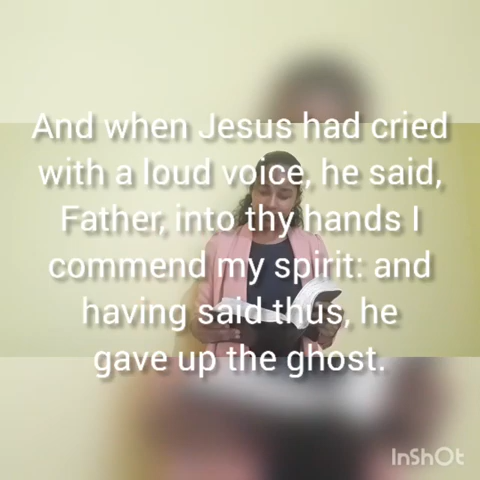 And when Jesus had cried
with a loud voice, he said,
Father, into thy hands I
commend my spirit: and
having said thus, he
gave up the ghost.
InShOt